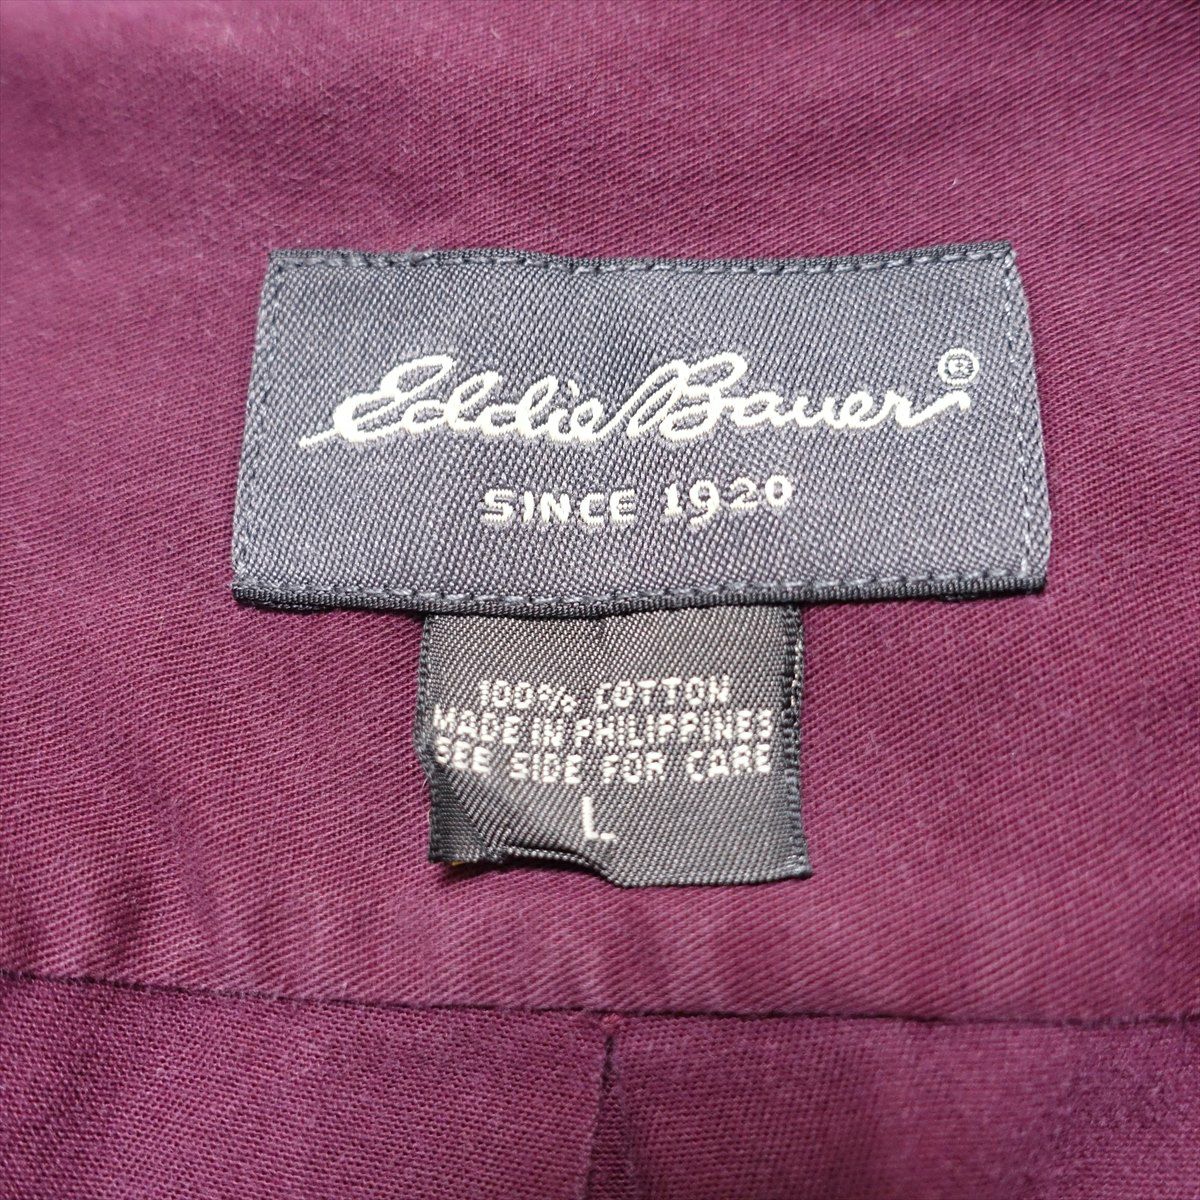 Eddie Bauer®
SINCE 1920
100% COTTON
MADE IN PHILIPPINES
SEE SIDE FOR CARE
L